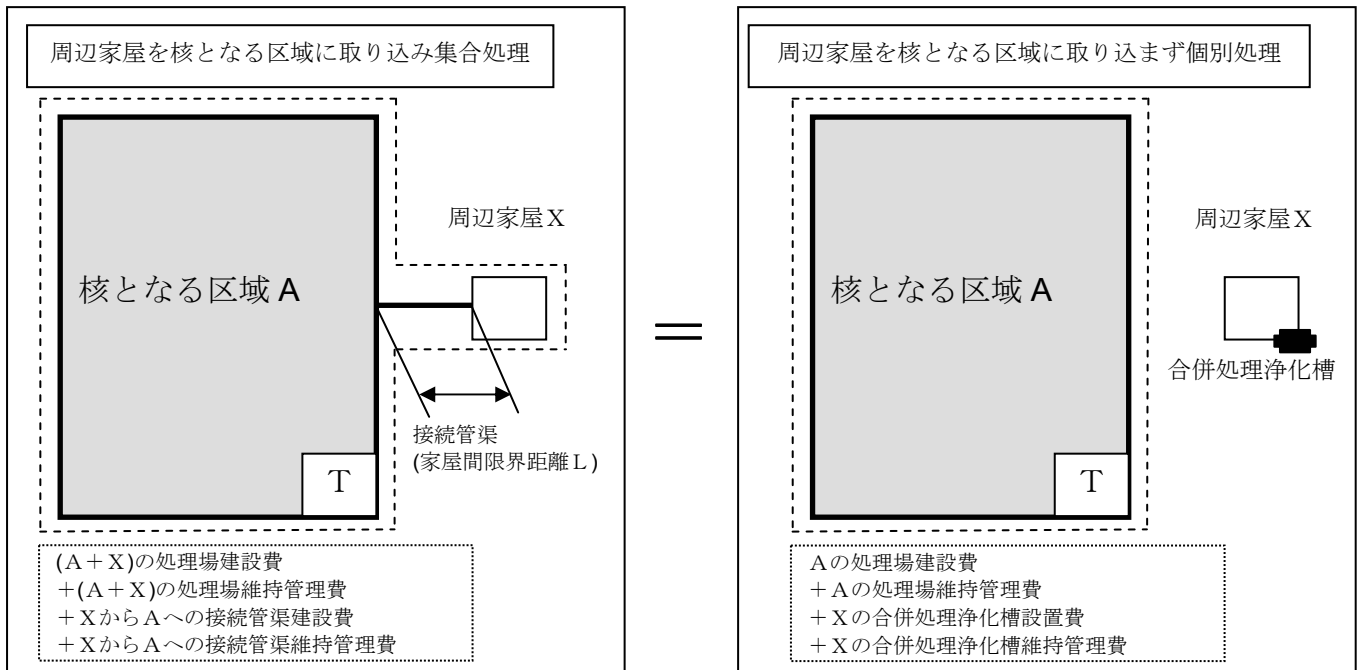 周辺家屋を核となる区域に取り込み集合処理
周辺家屋X
核となる区域 A
接続管渠
(家屋間限界距離L)
T
(A+X)の処理場建設費
+(A+X)の処理場維持管理費
+XからAへの接続管渠建設費
+XからAへの接続管渠維持管理費
=
周辺家屋を核となる区域に取り込まず個別処理
周辺家屋X
核となる区域 A
合併処理浄化槽
T
Aの処理場建設費
+Aの処理場維持管理費
+Xの合併処理浄化槽設置費
+Xの合併処理浄化槽維持管理費